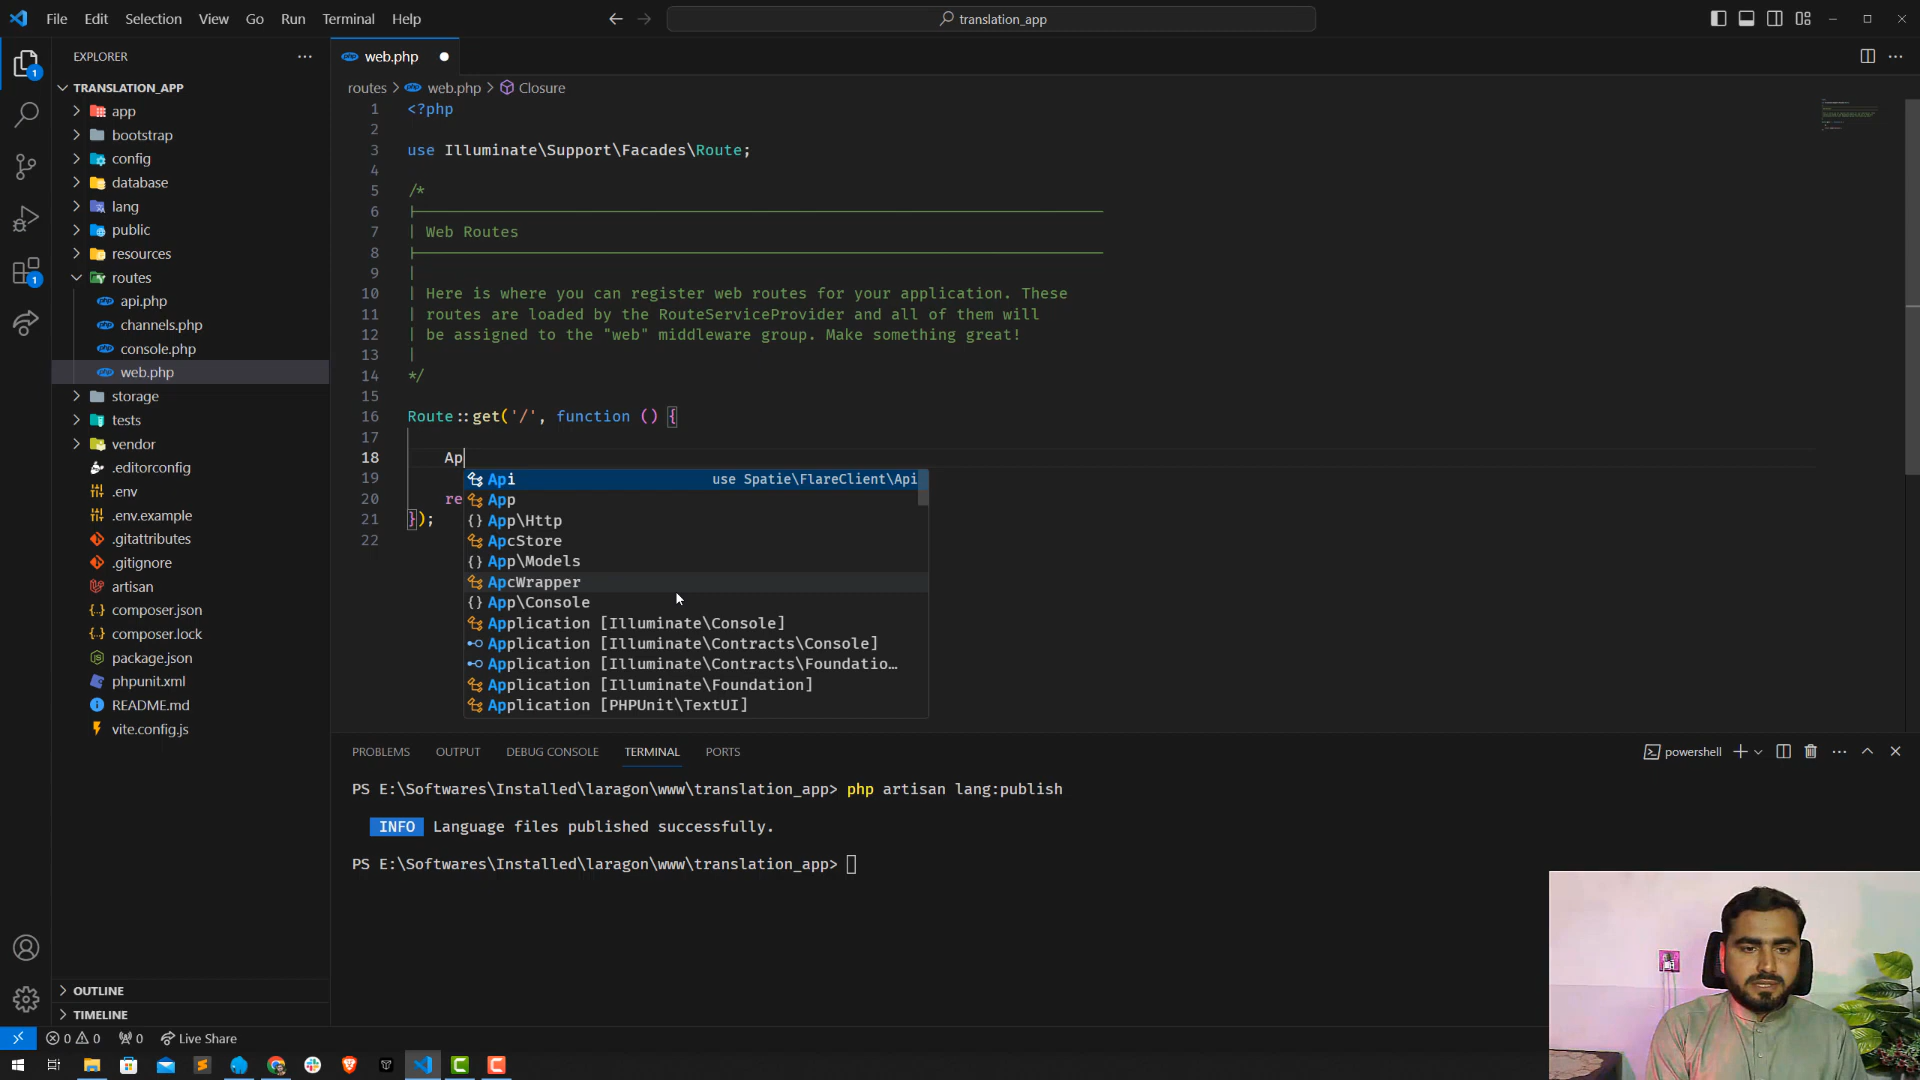 File Edit Selection View Go Run Terminal Help
translation_app
EXPLORER
TRANSLATION_APP
app
bootstrap
config
database
lang
public
resources
routes
api.php
channels.php
console.php
web.php
storage
tests
vendor
.editorconfig
.env
.env.example
.gitattributes
.gitignore
artisan
composer.json
composer.lock
package.json
phpunit.xml
README.md
vite.config.js
OUTLINE
TIMELINE
web.php
routes > web.php > Closure
1 <?php
2
3 use Illuminate\Support\Facades\Route;
4
5 /*
6 |--------------------------------------------------------------------------
7 | Web Routes
8 |--------------------------------------------------------------------------
9 |
10 | Here is where you can register web routes for your application. These
11 | routes are loaded by the RouteServiceProvider and all of them will
12 | be assigned to the "web" middleware group. Make something great!
13 |
14 */
15
16 Route::get('/', function () {
17
18 Ap
19
20 re
21 });
22
Api use Spatie\FlareClient\Api
App
App\Http
ApcStore
App\Models
ApcWrapper
App\Console
Application [Illuminate\Console]
Application [Illuminate\Contracts\Console]
Application [Illuminate\Contracts\Foundatio…
Application [Illuminate\Foundation]
Application [PHPUnit\TextUI]
PROBLEMS OUTPUT DEBUG CONSOLE TERMINAL PORTS
powershell
PS E:\Softwares\Installed\laragon\www\translation_app> php artisan lang:publish
INFO Language files published successfully.
PS E:\Softwares\Installed\laragon\www\translation_app>
0 0 0 Live Share